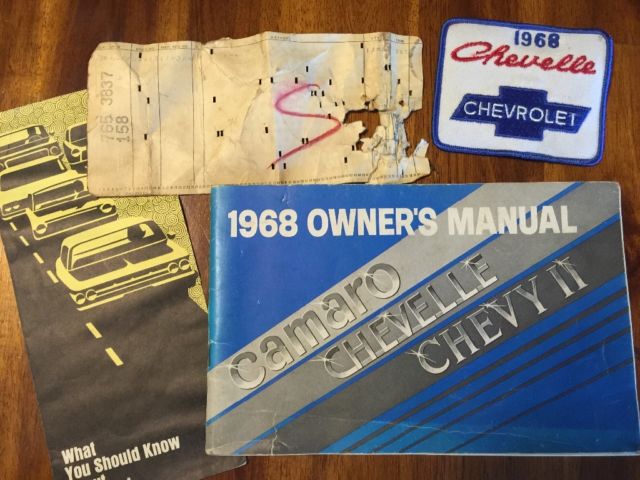 765 3837
158
S
1968
Chevelle
CHEVROLET
1968 OWNER'S MANUAL
camaro
CHEVELLE
CHEVY II
What
You Should Know